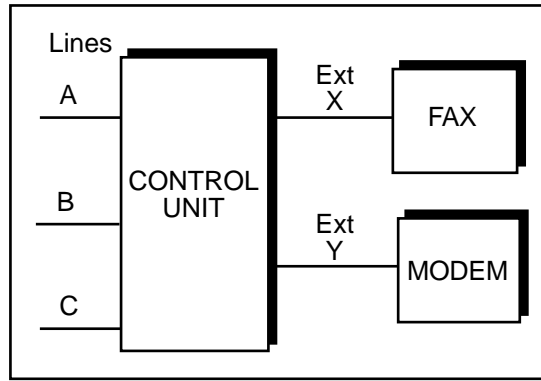 Lines
A
B
C
CONTROL
UNIT
Ext
X
FAX
Ext
Y
MODEM